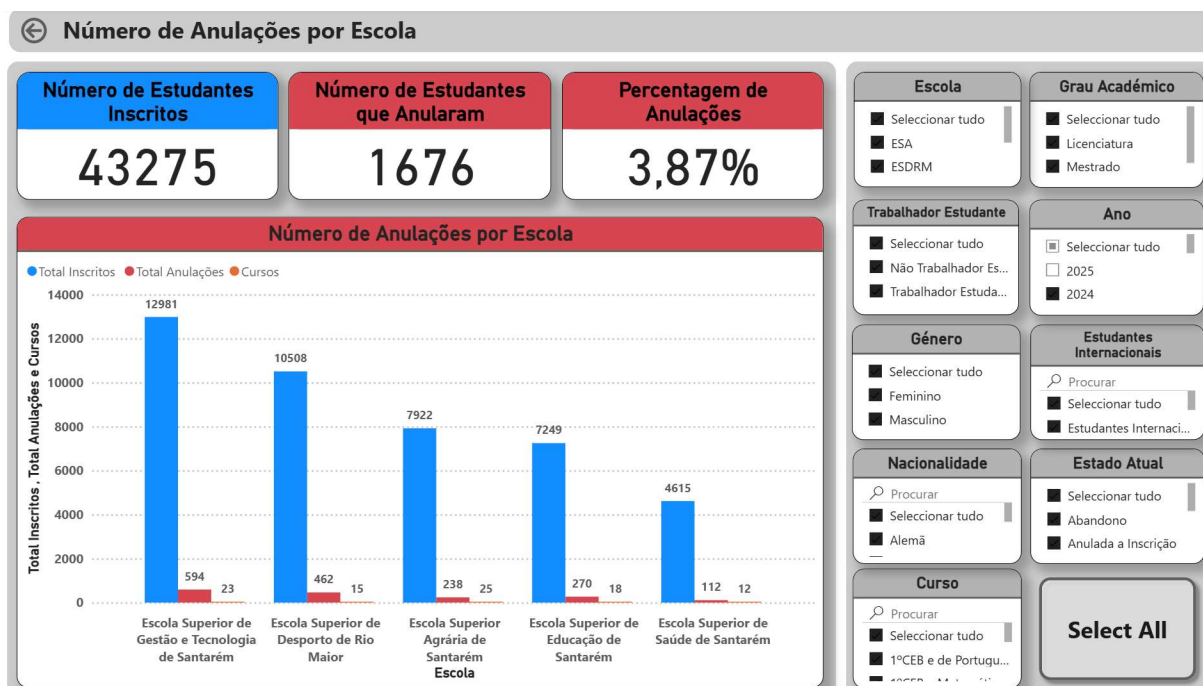 Número de Anulações por Escola
Número de Estudantes
Inscritos
43275
Número de Estudantes
que Anularam
1676
Percentagem de
Anulações
3,87%
Número de Anulações por Escola
Total Inscritos Total Anulações Cursos
Total Inscritos , Total Anulações e Cursos
14000
12000
10000
8000
6000
4000
2000
0
12981
594
23
10508
462
15
7922
238
25
7249
270
18
4615
112
12
Escola Superior de
Gestão e Tecnologia
de Santarém
Escola Superior de
Desporto de Rio
Maior
Escola Superior
Agrária de
Santarém
Escola Superior de
Educação de
Santarém
Escola Superior de
Saúde de Santarém
Escola
Escola
Seleccionar tudo
ESA
ESDRM
Grau Académico
Seleccionar tudo
Licenciatura
Mestrado
Trabalhador Estudante
Seleccionar tudo
Não Trabalhador Es...
Trabalhador Estuda...
Ano
Seleccionar tudo
2025
2024
Género
Seleccionar tudo
Feminino
Masculino
Estudantes
Internacionais
Procurar
Seleccionar tudo
Estudantes Internaci...
Nacionalidade
Procurar
Seleccionar tudo
Alemã
Estado Atual
Seleccionar tudo
Abandono
Anulada a Inscrição
Curso
Procurar
Seleccionar tudo
1ºCEB e de Portugu...
Select All